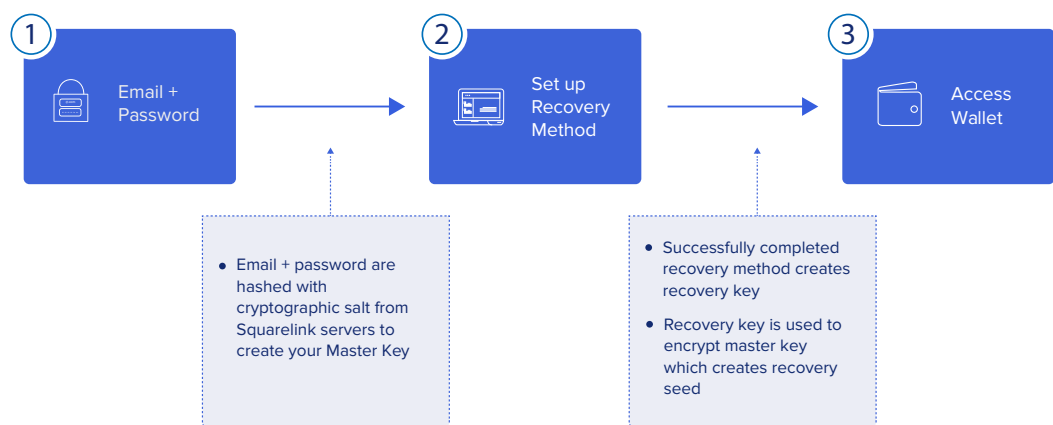 1
Email +
Password
2
Set up
Recovery
Method
3
Access
Wallet
• Email + password are
hashed with
cryptographic salt from
Squarelink servers to
create your Master Key
• Successfully completed
recovery method creates
recovery key
• Recovery key is used to
encrypt master key
which creates recovery
seed